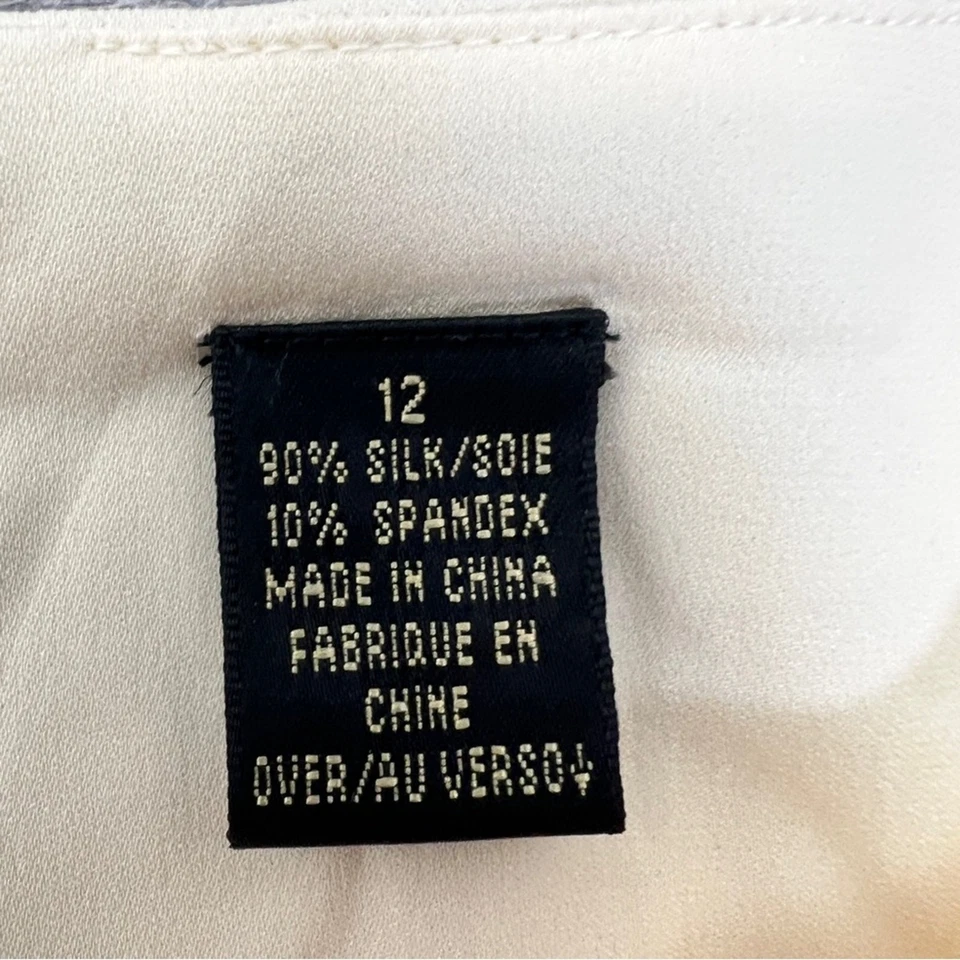 12
90% SILK/SOIE
10% SPANDEX
MADE IN CHINA
FABRIQUE EN
CHINE
OVER/AU VERSO↓